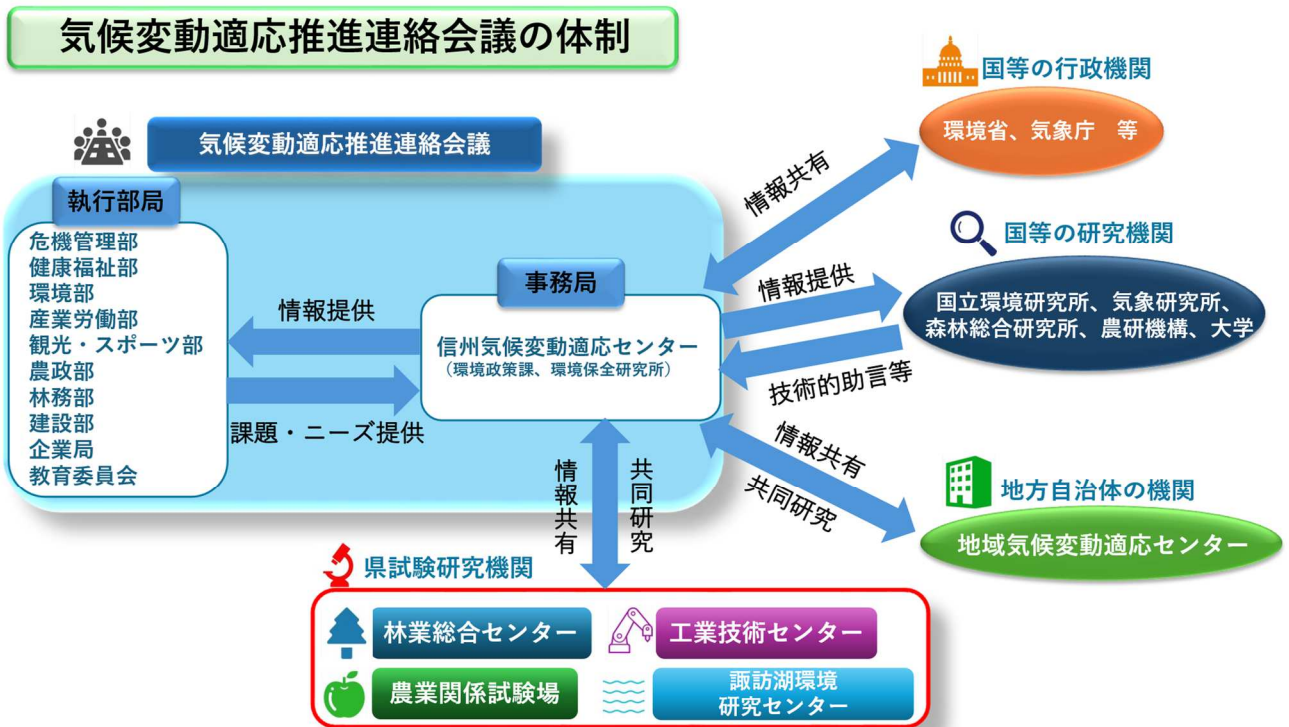 気候変動適応推進連絡会議の体制
気候変動適応推進連絡会議
執行部局
危機管理部
健康福祉部
環境部
産業労働部
観光・スポーツ部
農政部
林務部
建設部
企業局
教育委員会
情報提供
課題・ニーズ提供
事務局
信州気候変動適応センター
（環境政策課、環境保全研究所）
情報共有
国等の行政機関
環境省、気象庁　等
情報提供
技術的助言等
国等の研究機関
国立環境研究所、気象研究所、
森林総合研究所、農研機構、大学
情報共有
共同研究
地方自治体の機関
地域気候変動適応センター
情報共有
共同研究
県試験研究機関
林業総合センター
工業技術センター
農業関係試験場
諏訪湖環境
研究センター